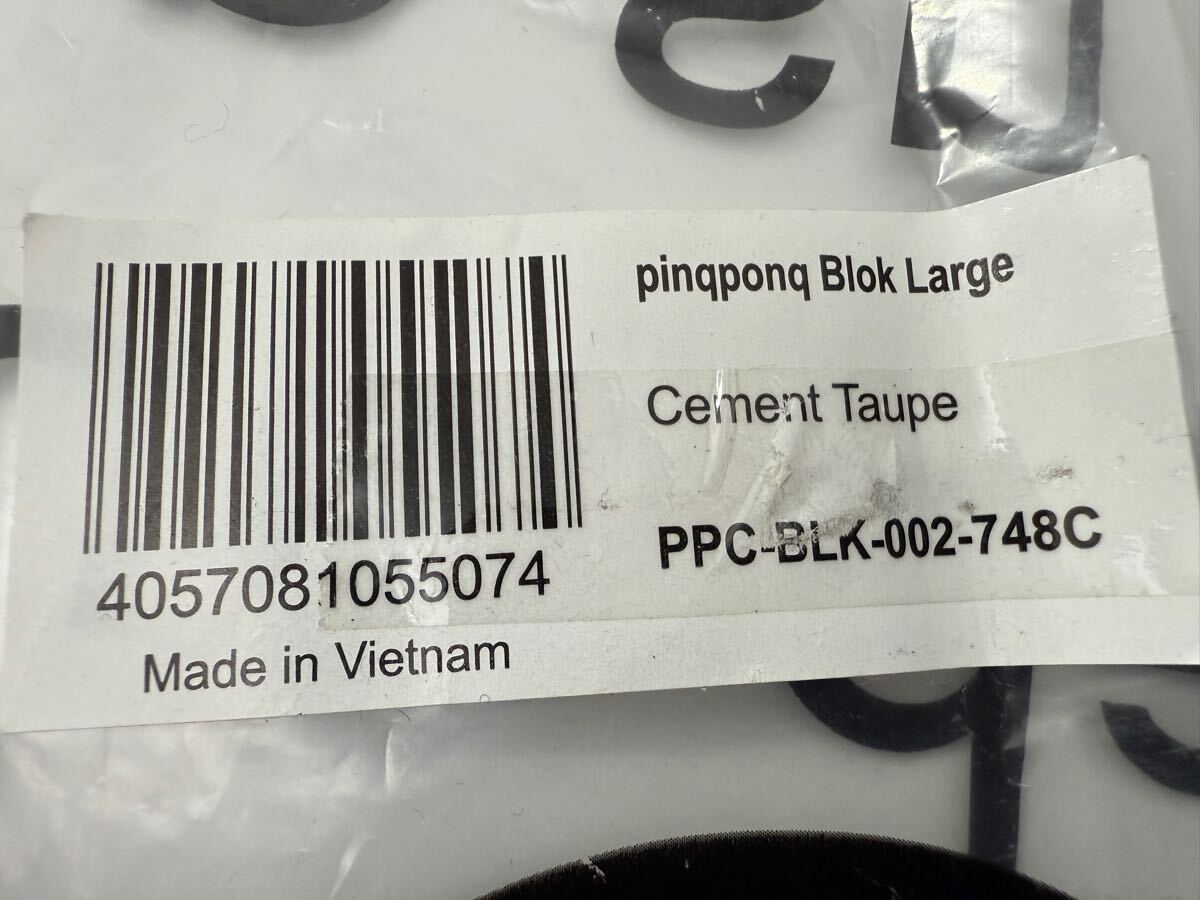 pinqponq Blok Large
Cement Taupe
PPC-BLK-002-748C
4057081055074
Made in Vietnam